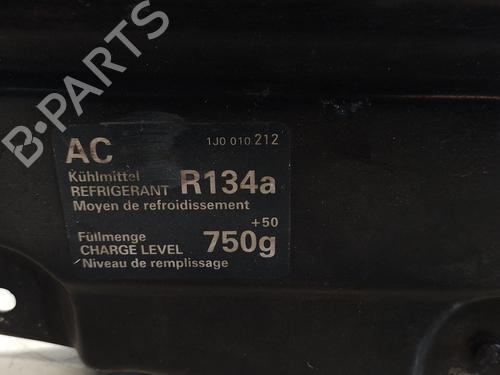 B-PARTS
1J0 010 212
AC
Kühlmittel
REFRIGERANT R134a
Moyen de refroidissement
+50
Füllmenge
CHARGE LEVEL 750g
Niveau de remplissage